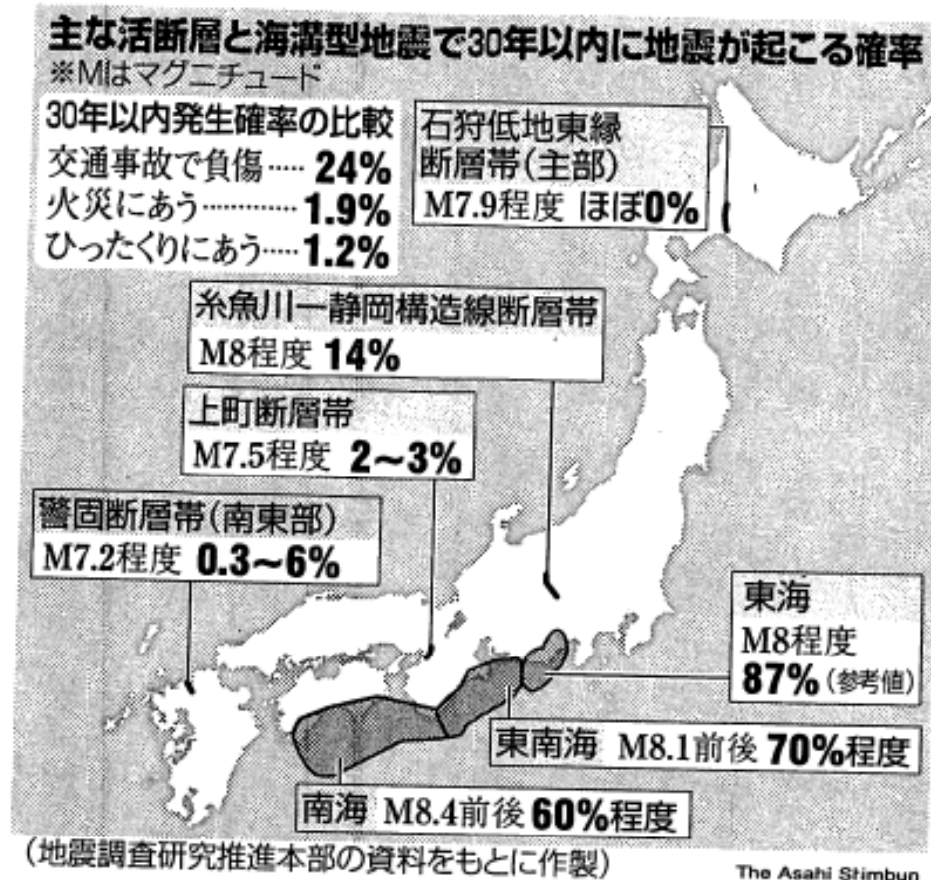 主な活断層と海溝型地震で30年以内に地震が起こる確率
※Mはマグニチュード
30年以内発生確率の比較
交通事故で負傷‥‥‥24%
火災にあう‥‥‥‥‥1.9%
ひったくりにあう‥‥‥1.2%
石狩低地東縁
断層帯(主部)
M7.9程度 ほぼ0%
糸魚川―静岡構造線断層帯
M8程度 14%
上町断層帯
M7.5程度 2〜3%
警固断層帯(南東部)
M7.2程度 0.3〜6%
東海
M8程度
87%(参考値)
東南海 M8.1前後 70%程度
南海 M8.4前後 60%程度
(地震調査研究推進本部の資料をもとに作製)
The Asahi Shimbun